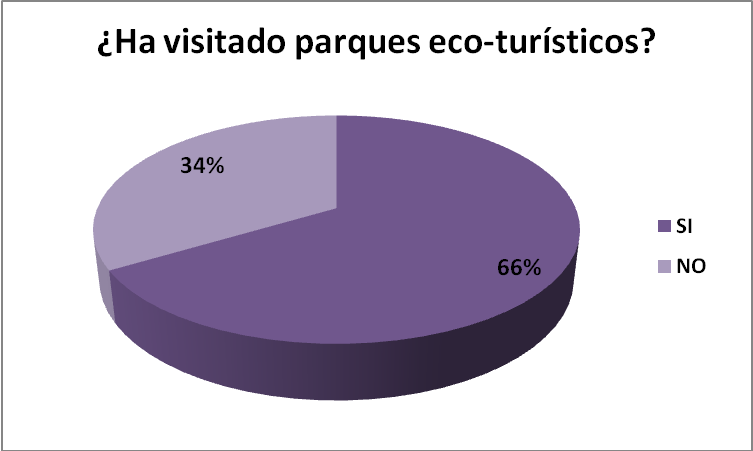 ¿Ha visitado parques eco-turísticos?
34%
66%
SI
NO